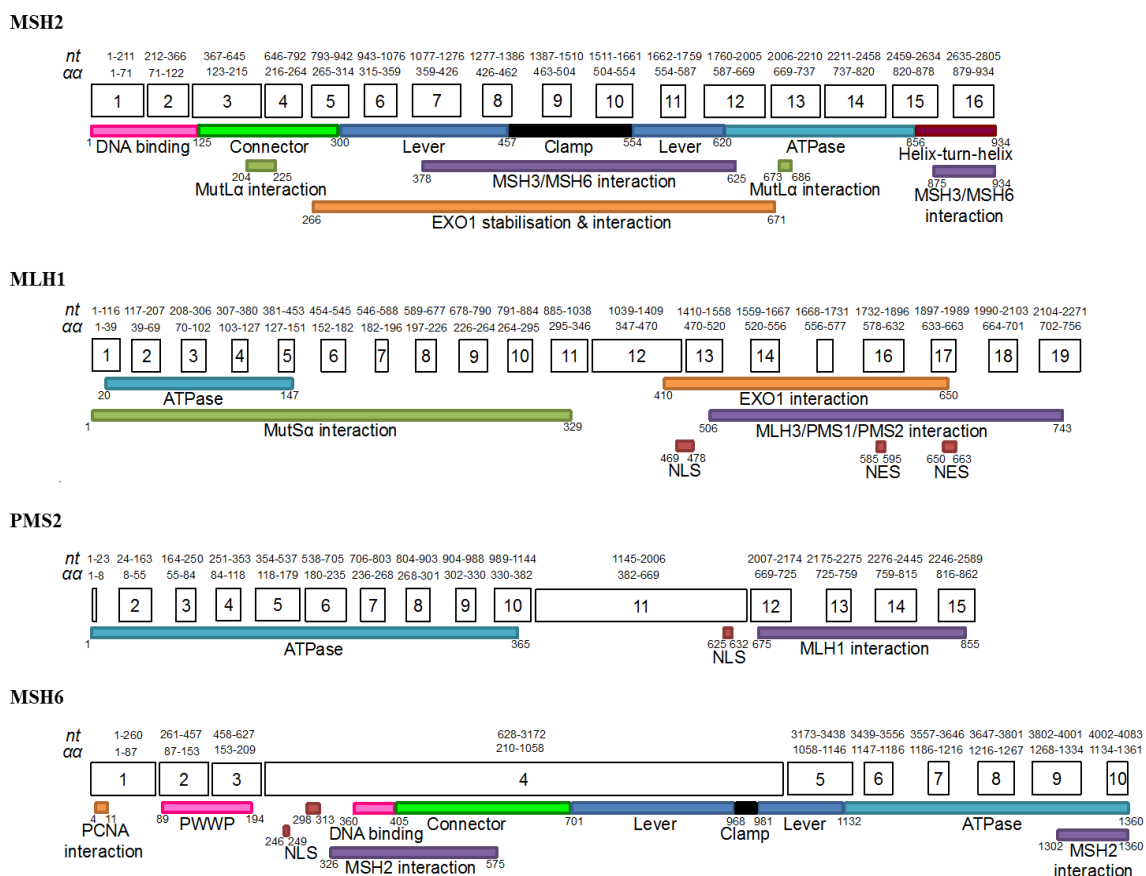 MSH2
nt 1-211 212-366 367-645 646-792 793-942 943-1076 1077-1276 1277-1386 1387-1510 1511-1661 1662-1759 1760-2005 2006-2210 2211-2458 2459-2634 2635-2805
αα 1-71 71-122 123-215 216-264 265-314 315-359 359-426 426-462 463-504 504-554 554-587 587-669 669-737 737-820 820-878 879-934
1 2 3 4 5 6 7 8 9 10 11 12 13 14 15 16
1 125 300 457 554 620 856 934
DNA binding Connector Lever Clamp Lever ATPase Helix-turn-helix
204 225 378 625 673 686 875 934
MutLα interaction MSH3/MSH6 interaction MutLα interaction MSH3/MSH6 interaction
266 671
EXO1 stabilisation & interaction
MLH1
nt 1-116 117-207 208-306 307-380 381-453 454-545 546-588 589-677 678-790 791-884 885-1038 1039-1409 1410-1558 1559-1667 1668-1731 1732-1896 1897-1989 1990-2103 2104-2271
αα 1-39 39-69 70-102 103-127 127-151 152-182 182-196 197-226 226-264 264-295 295-346 347-470 470-520 520-556 556-577 578-632 633-663 664-701 702-756
1 2 3 4 5 6 7 8 9 10 11 12 13 14 16 17 18 19
20 147 410 650
ATPase EXO1 interaction
1 329 506 743
MutSα interaction MLH3/PMS1/PMS2 interaction
469 478 585 595 650 663
NLS NES NES
.
PMS2
nt 1-23 24-163 164-250 251-353 354-537 538-705 706-803 804-903 904-988 989-1144 1145-2006 2007-2174 2175-2275 2276-2445 2246-2589
αα 1-8 8-55 55-84 84-118 118-179 180-235 236-268 268-301 302-330 330-382 382-669 669-725 725-759 759-815 816-862
2 3 4 5 6 7 8 9 10 11 12 13 14 15
1 365 625 632 675 855
ATPase NLS MLH1 interaction
MSH6
nt 1-260 261-457 458-627 628-3172 3173-3438 3439-3556 3557-3646 3647-3801 3802-4001 4002-4083
αα 1-87 87-153 153-209 210-1058 1058-1146 1147-1186 1186-1216 1216-1267 1268-1334 1134-1361
1 2 3 4 5 6 7 8 9 10
4 11 89 194 298 313 360 405 701 968 981 1132 1360
PCNA interaction PWWP DNA binding Connector Lever Clamp Lever ATPase
246 249 NLS
326 575 1302 1360
MSH2 interaction MSH2 interaction